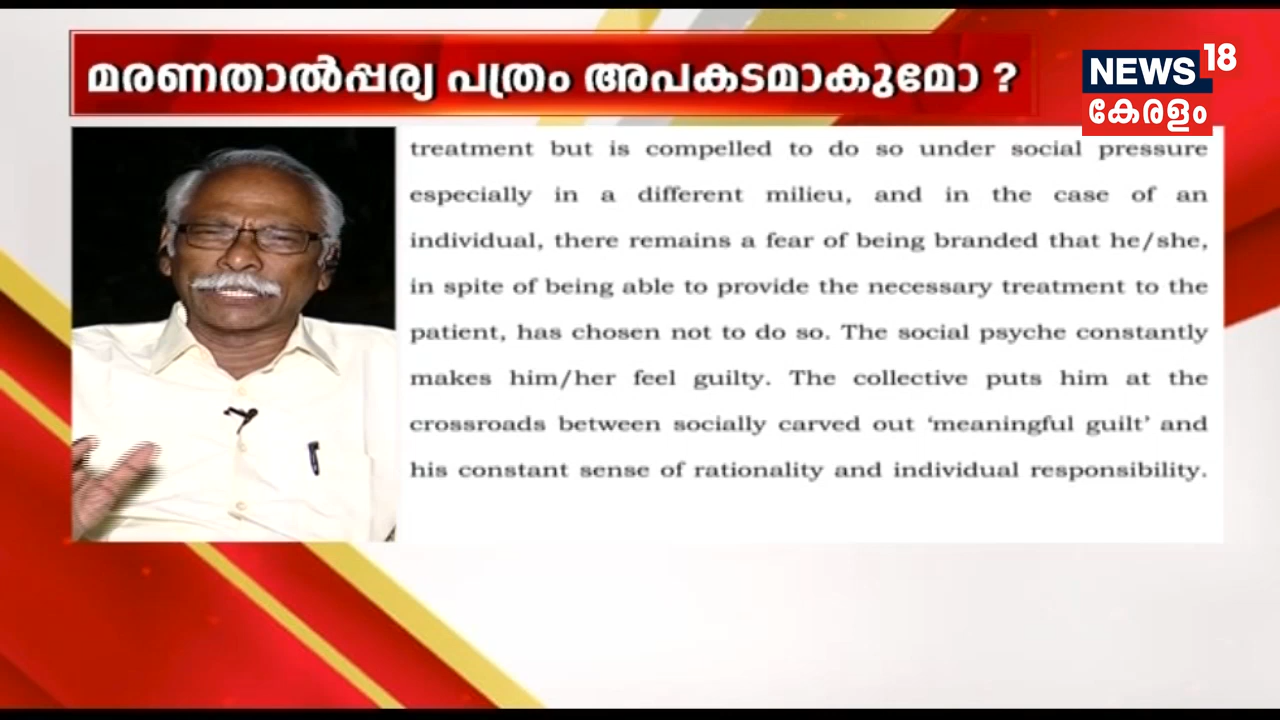 മരണതാൽപ്പര്യ പത്രം അപകടമാകുമോ ?
NEWS18
കേരളം
treatment but is compelled to do so under social pressure
especially in a different milieu, and in the case of an
individual, there remains a fear of being branded that he/she,
in spite of being able to provide the necessary treatment to the
patient, has chosen not to do so. The social psyche constantly
makes him/her feel guilty. The collective puts him at the
crossroads between socially carved out ‘meaningful guilt’ and
his constant sense of rationality and individual responsibility.